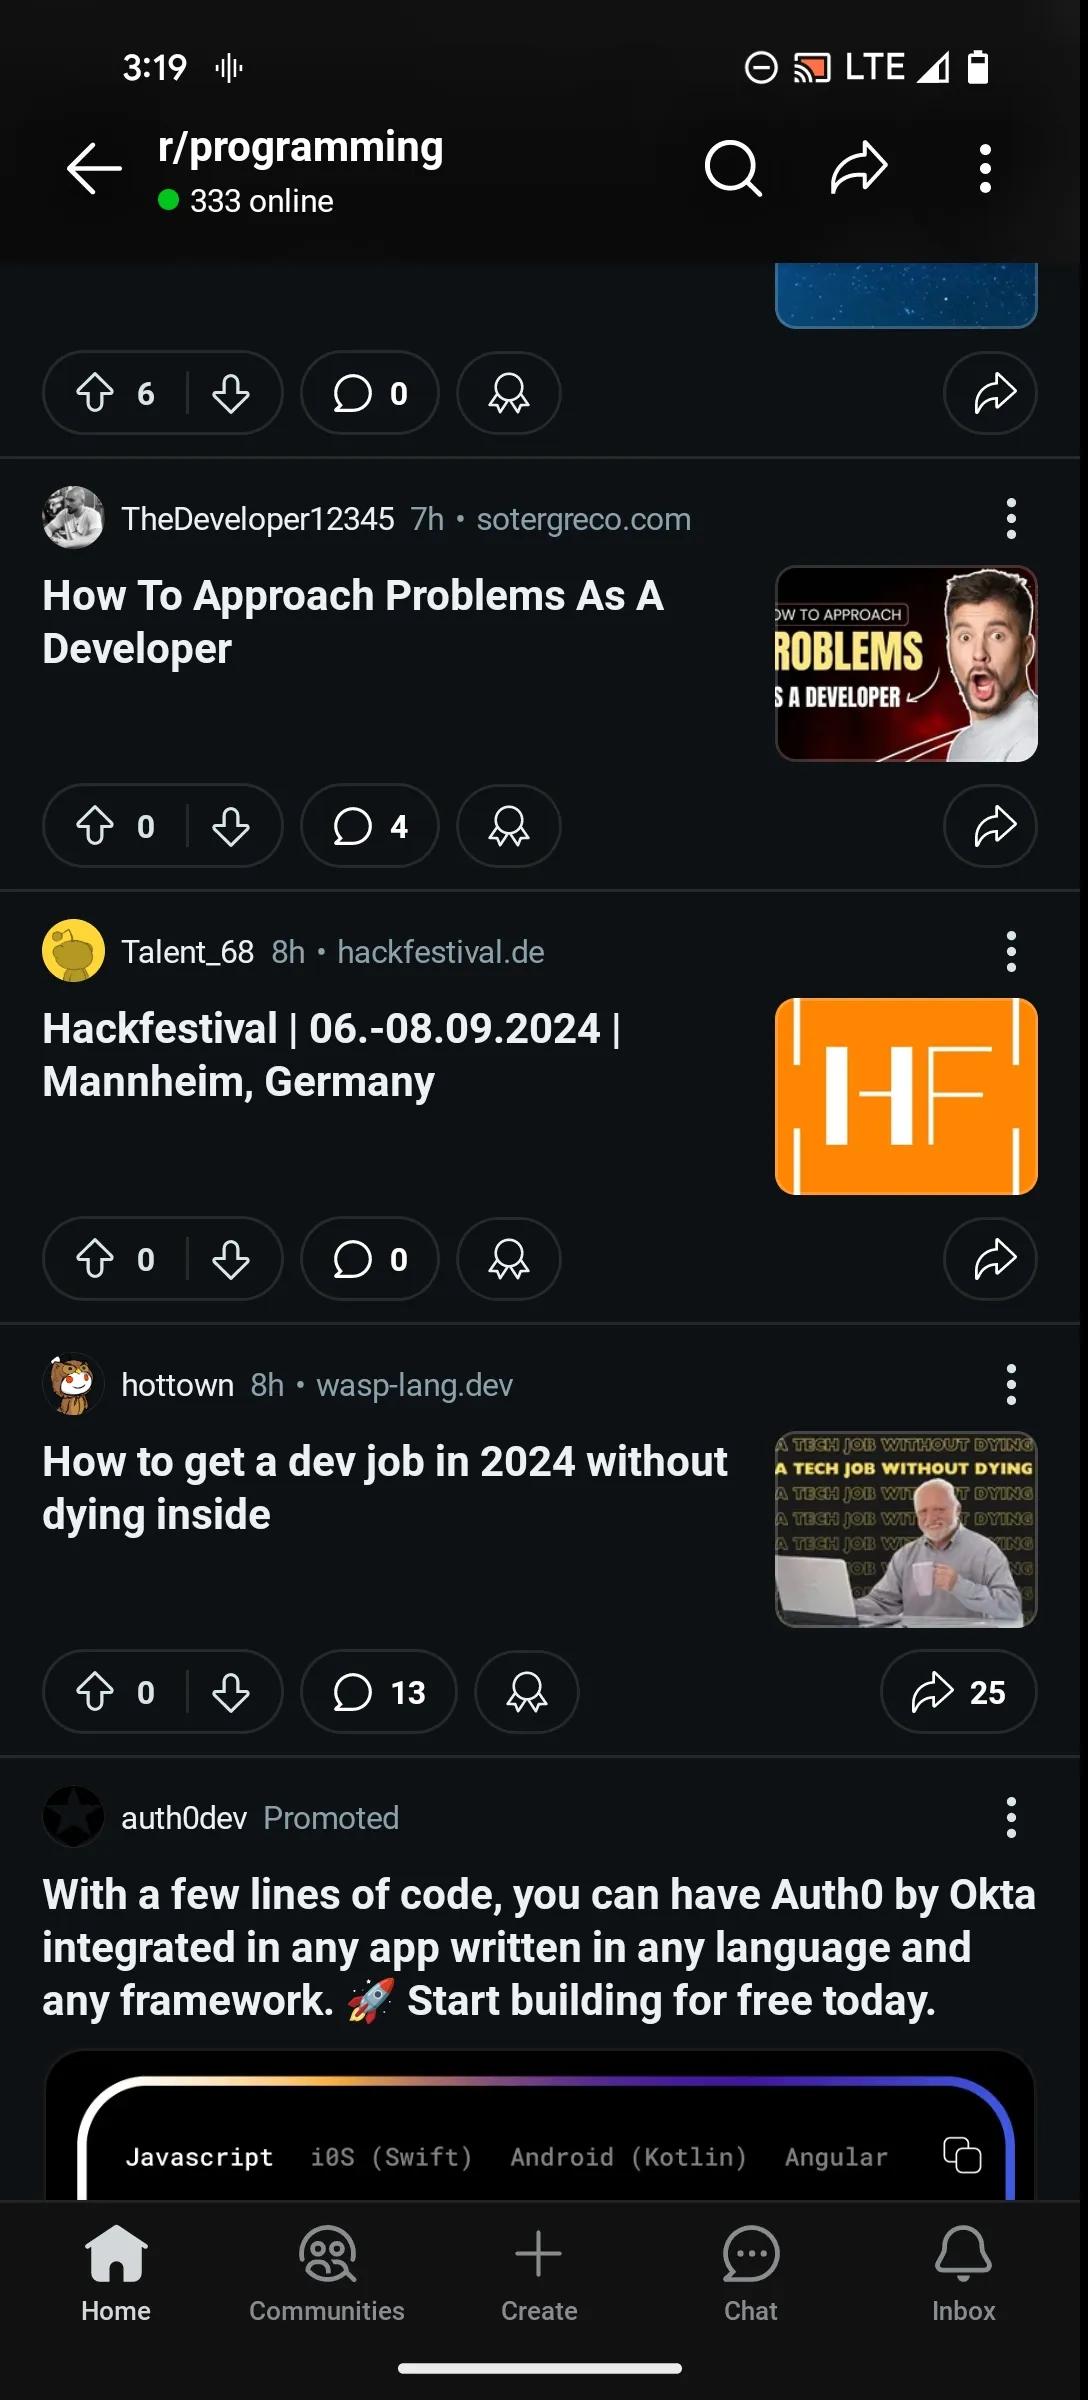 3:19
LTE
r/programming
333 online
6
0
TheDeveloper12345 7h • sotergreco.com
How To Approach Problems As A
Developer
OW TO APPROACH
ROBLEMS
S A DEVELOPER
0
4
Talent_68 8h • hackfestival.de
Hackfestival | 06.-08.09.2024 |
Mannheim, Germany
HF
0
0
hottown 8h • wasp-lang.dev
How to get a dev job in 2024 without
dying inside
A TECH JOB WITHOUT DYING
A TECH JOB WITHOUT DYING
A TECH JOB WIT T DYING
A TECH JOB WIT T DYING
A TECH JOB W YING
OB W NG
NG
0
13
25
auth0dev Promoted
With a few lines of code, you can have Auth0 by Okta
integrated in any app written in any language and
any framework. 🚀 Start building for free today.
Javascript i0S (Swift) Android (Kotlin) Angular
Home
Communities
Create
Chat
Inbox